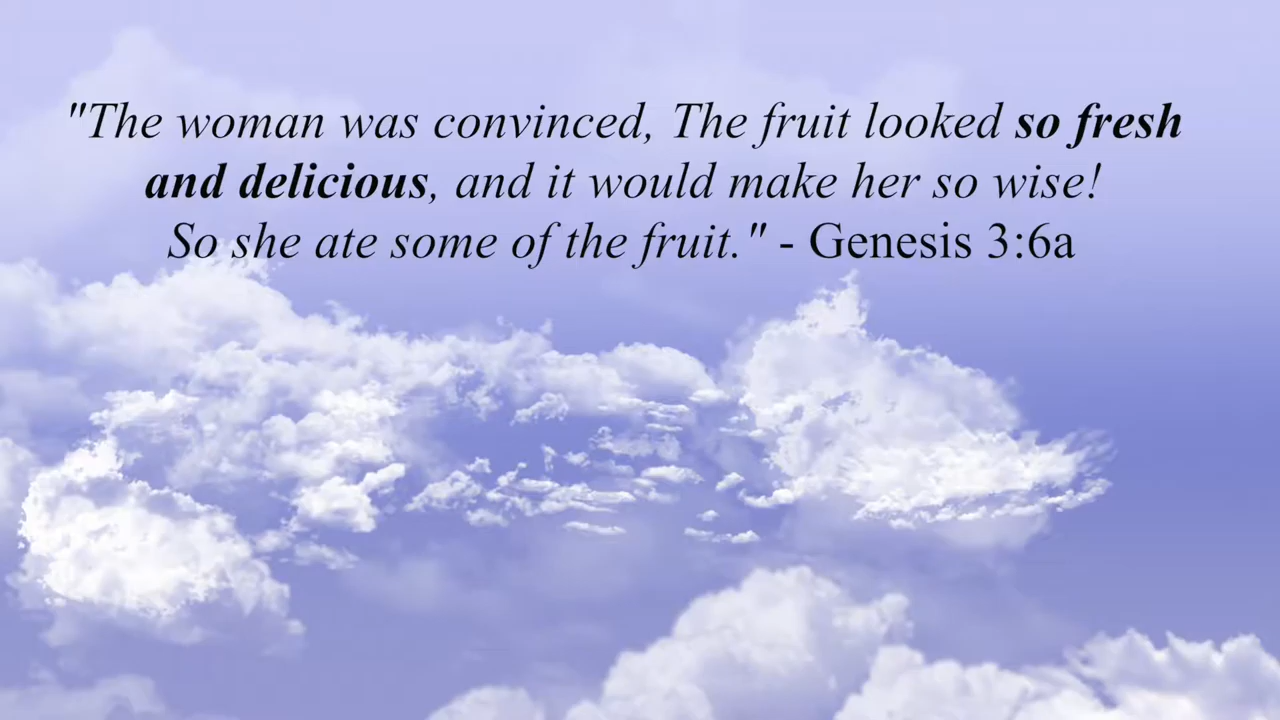 "The woman was convinced, The fruit looked so fresh
and delicious, and it would make her so wise!
So she ate some of the fruit." - Genesis 3:6a